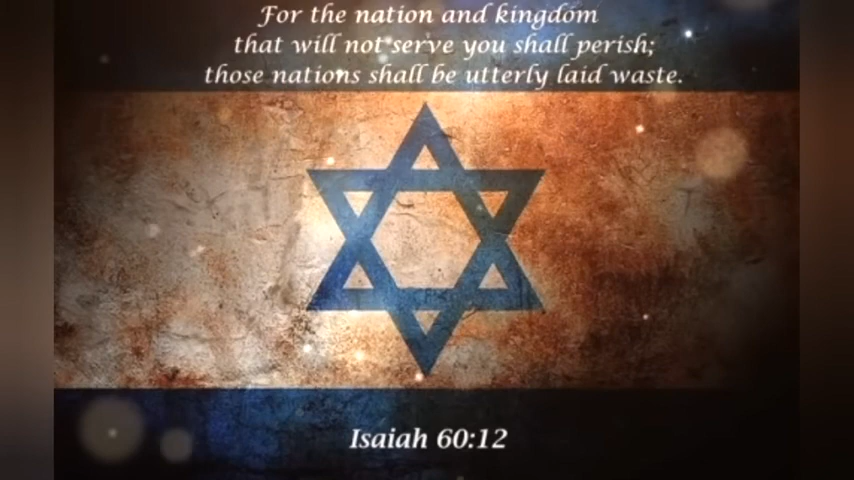 For the nation and kingdom
that will not serve you shall perish;
those nations shall be utterly laid waste.
Isaiah 60:12